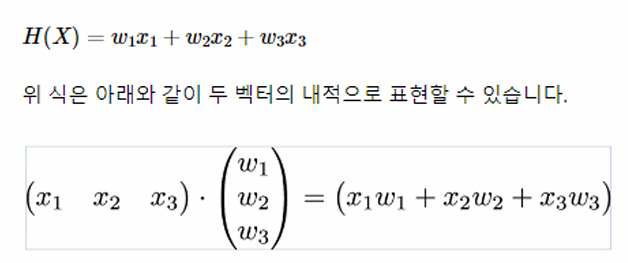 H(X) = w₁x₁ + w₂x₂ + w₃x₃
위 식은 아래와 같이 두 벡터의 내적으로 표현할 수 있습니다.
(x₁ x₂ x₃) · (w₁ w₂ w₃) = (x₁w₁ + x₂w₂ + x₃w₃)